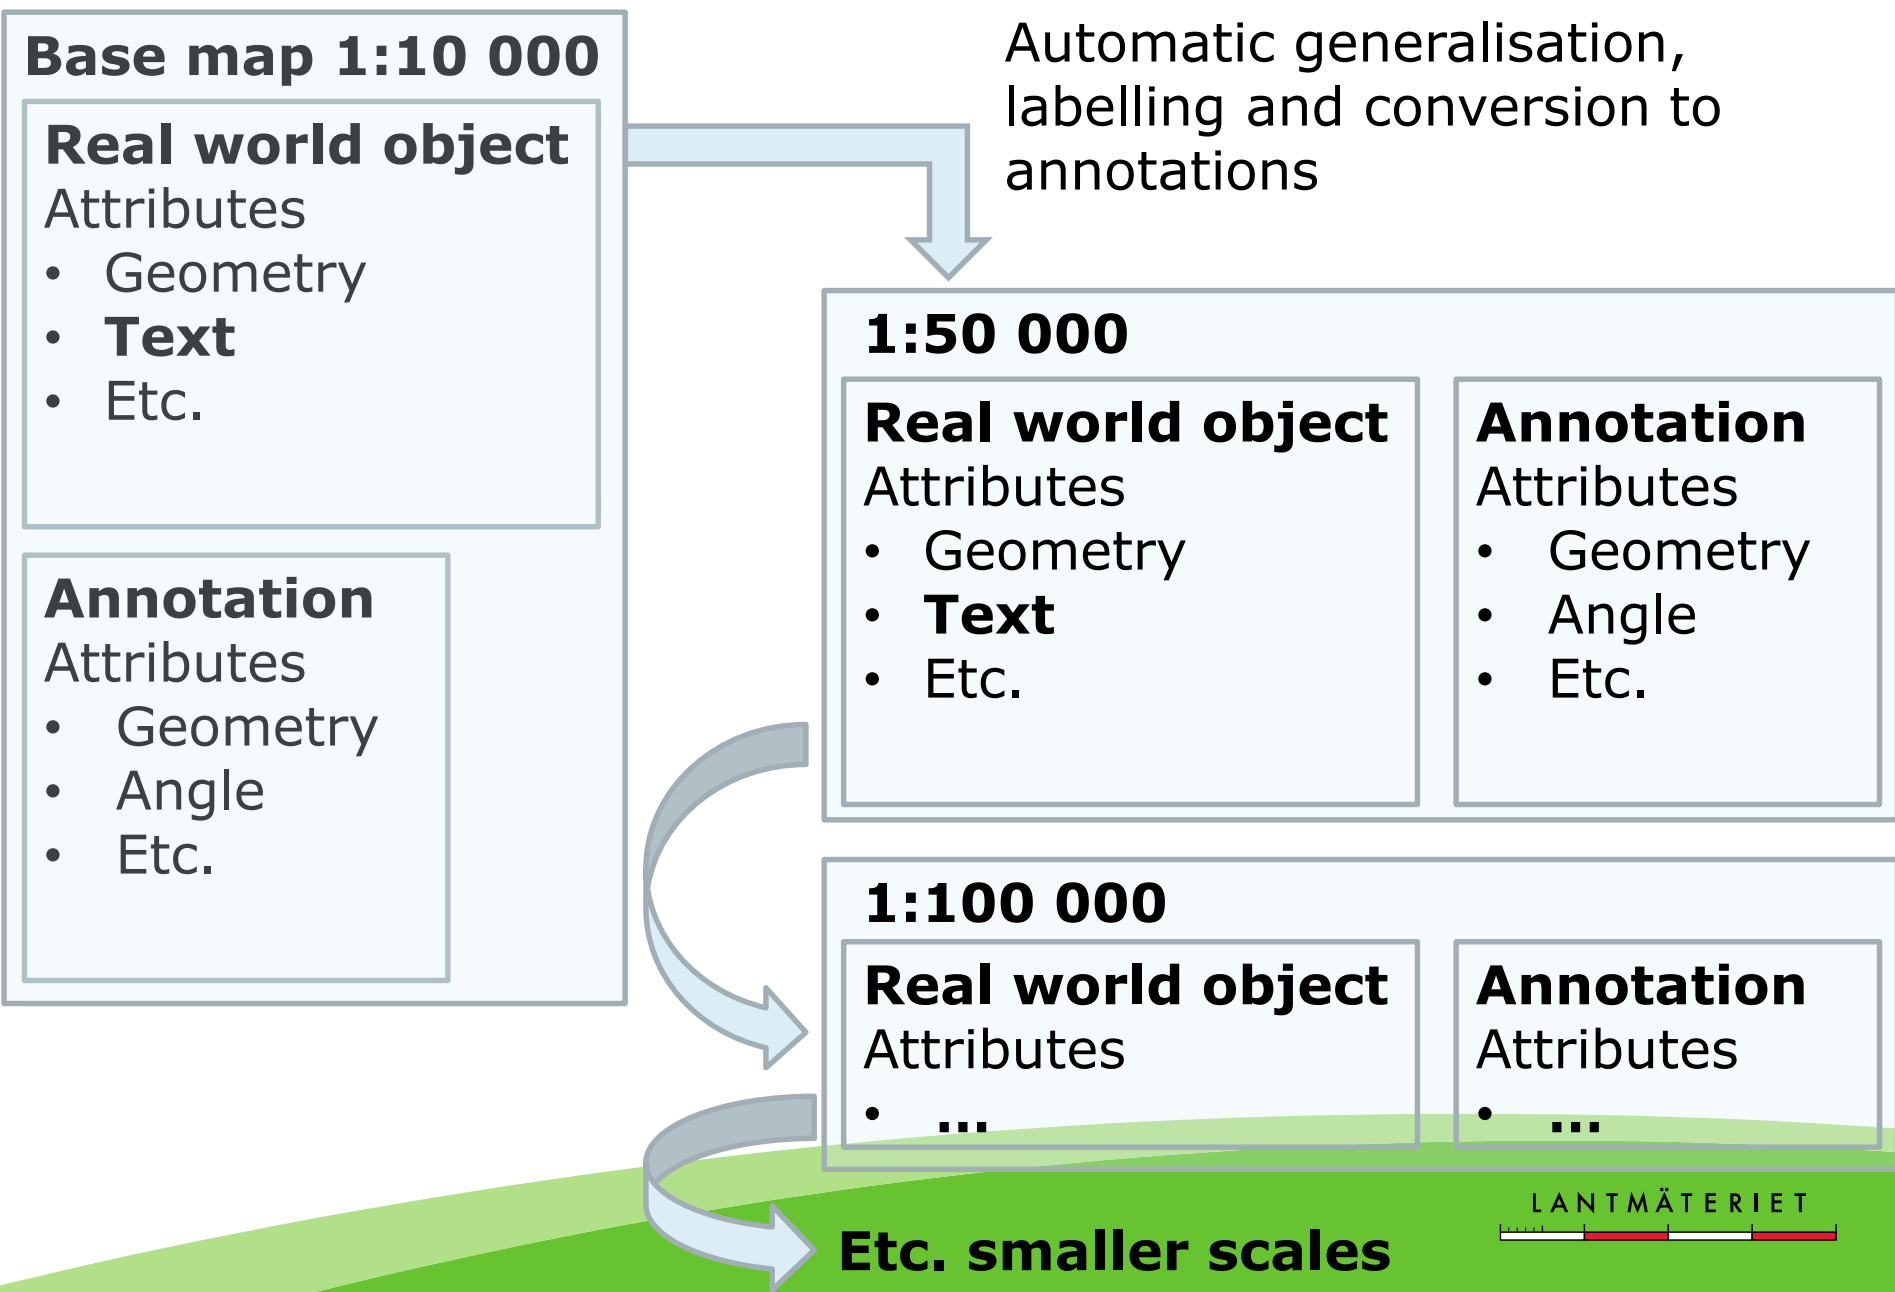 Base map 1:10 000
Real world object
Attributes
• Geometry
• Text
• Etc.
Annotation
Attributes
• Geometry
• Angle
• Etc.
Automatic generalisation,
labelling and conversion to
annotations
1:50 000
Real world object
Attributes
• Geometry
• Text
• Etc.
Annotation
Attributes
• Geometry
• Angle
• Etc.
1:100 000
Real world object
Attributes
• ...
Annotation
Attributes
• ...
Etc. smaller scales
LANTMÄTERIET